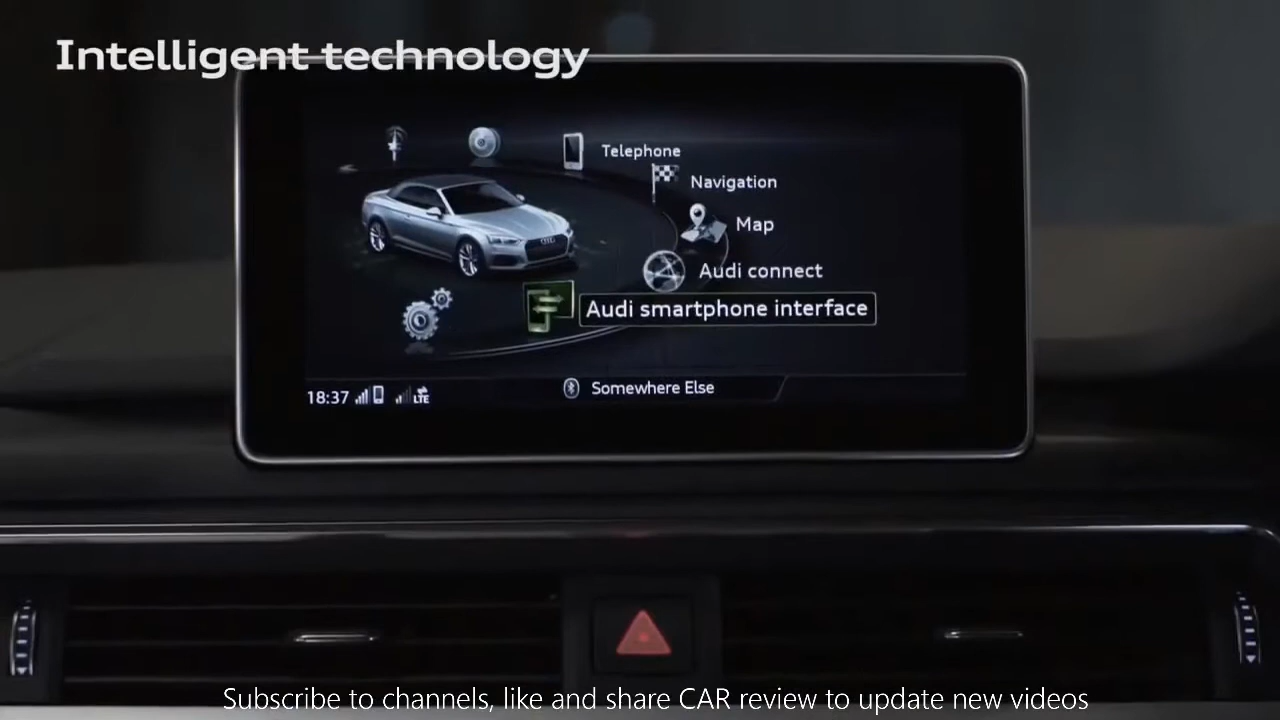 Intelligent technology
Telephone
Navigation
Map
Audi connect
Audi smartphone interface
18:37
LTE
Somewhere Else
Subscribe to channels, like and share CAR review to update new videos